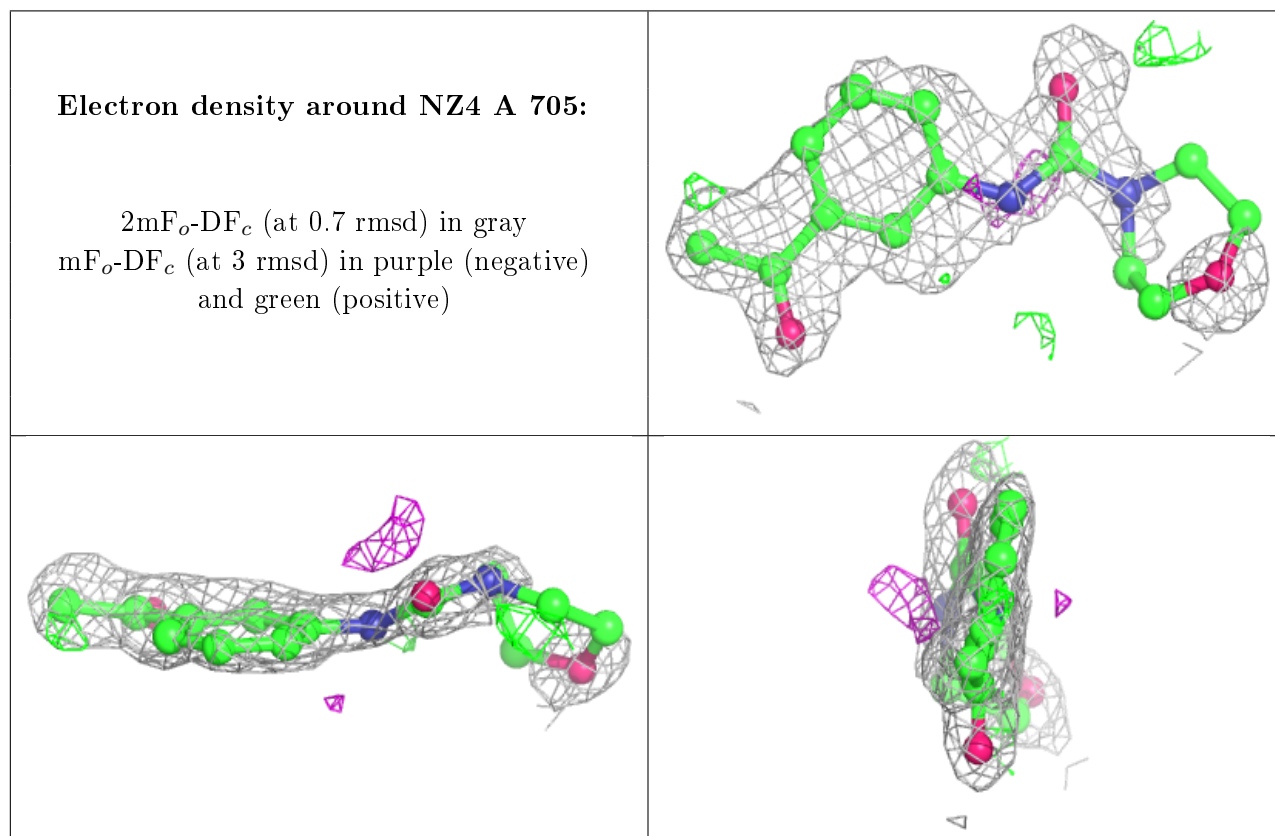 Electron density around NZ4 A 705:
2mFo-DFc (at 0.7 rmsd) in gray
mFo-DFc (at 3 rmsd) in purple (negative)
and green (positive)